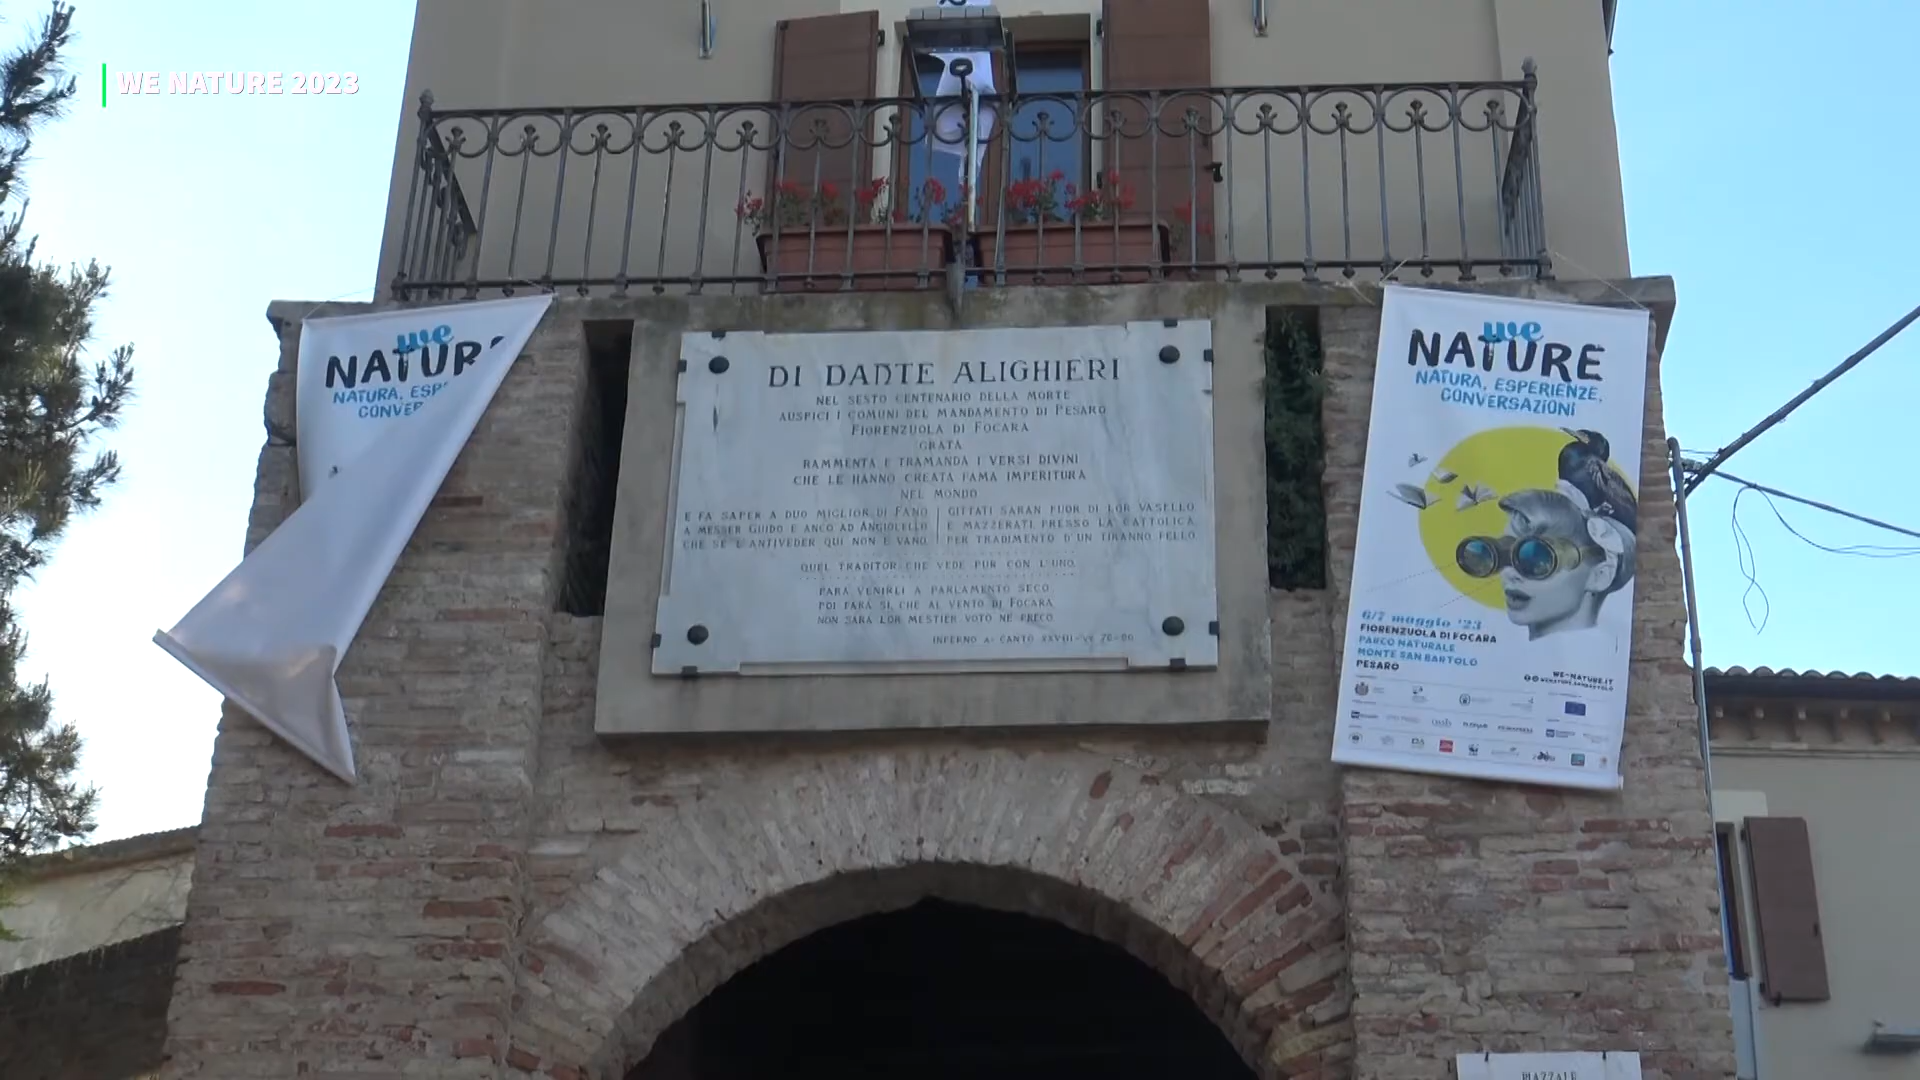 WE NATURE 2023
we
NATUR
NATURA, ESP
CONVER
DI DANTE ALIGHIERI
NEL SESTO CENTENARIO DELLA MORTE
AUSPICI I COMUNI DEL MANDAMENTO DI PESARO
FIORENZUOLA DI FOCARA
GRATA
RAMMENTA E TRAMANDA I VERSI DIVINI
CHE LE HANNO CREATA FAMA IMPERITURA
NEL MONDO
E FA SAPER A DUO MIGLIOR DI FANO
A MESSER GUIDO E ANCO AD ANGIOLELLO
CHE SE L'ANTIVEDER QUI NON È VANO
GITTATI SARAN FUOR DI LOR VASELLO
E MAZZERATI PRESSO LA CATTOLICA
PER TRADIMENTO D'UN TIRANNO FELLO
QUEL TRADITOR CHE VEDE PUR CON L'UNO
FARÀ VENIRLI A PARLAMENTO SECO
POI FARÀ SI, CHE AL VENTO DI FOCARA
NON SARÀ LOR MESTIER VOTO NÈ PRECO
INFERNO CANTO XXVIII
we
NATURE
NATURA, ESPERIENZE,
CONVERSAZIONI
6/7 maggio '23
FIORENZUOLA DI FOCARA
PARCO NATURALE
MONTE SAN BARTOLO
PESARO
WE-NATURE.IT
PIAZZALE